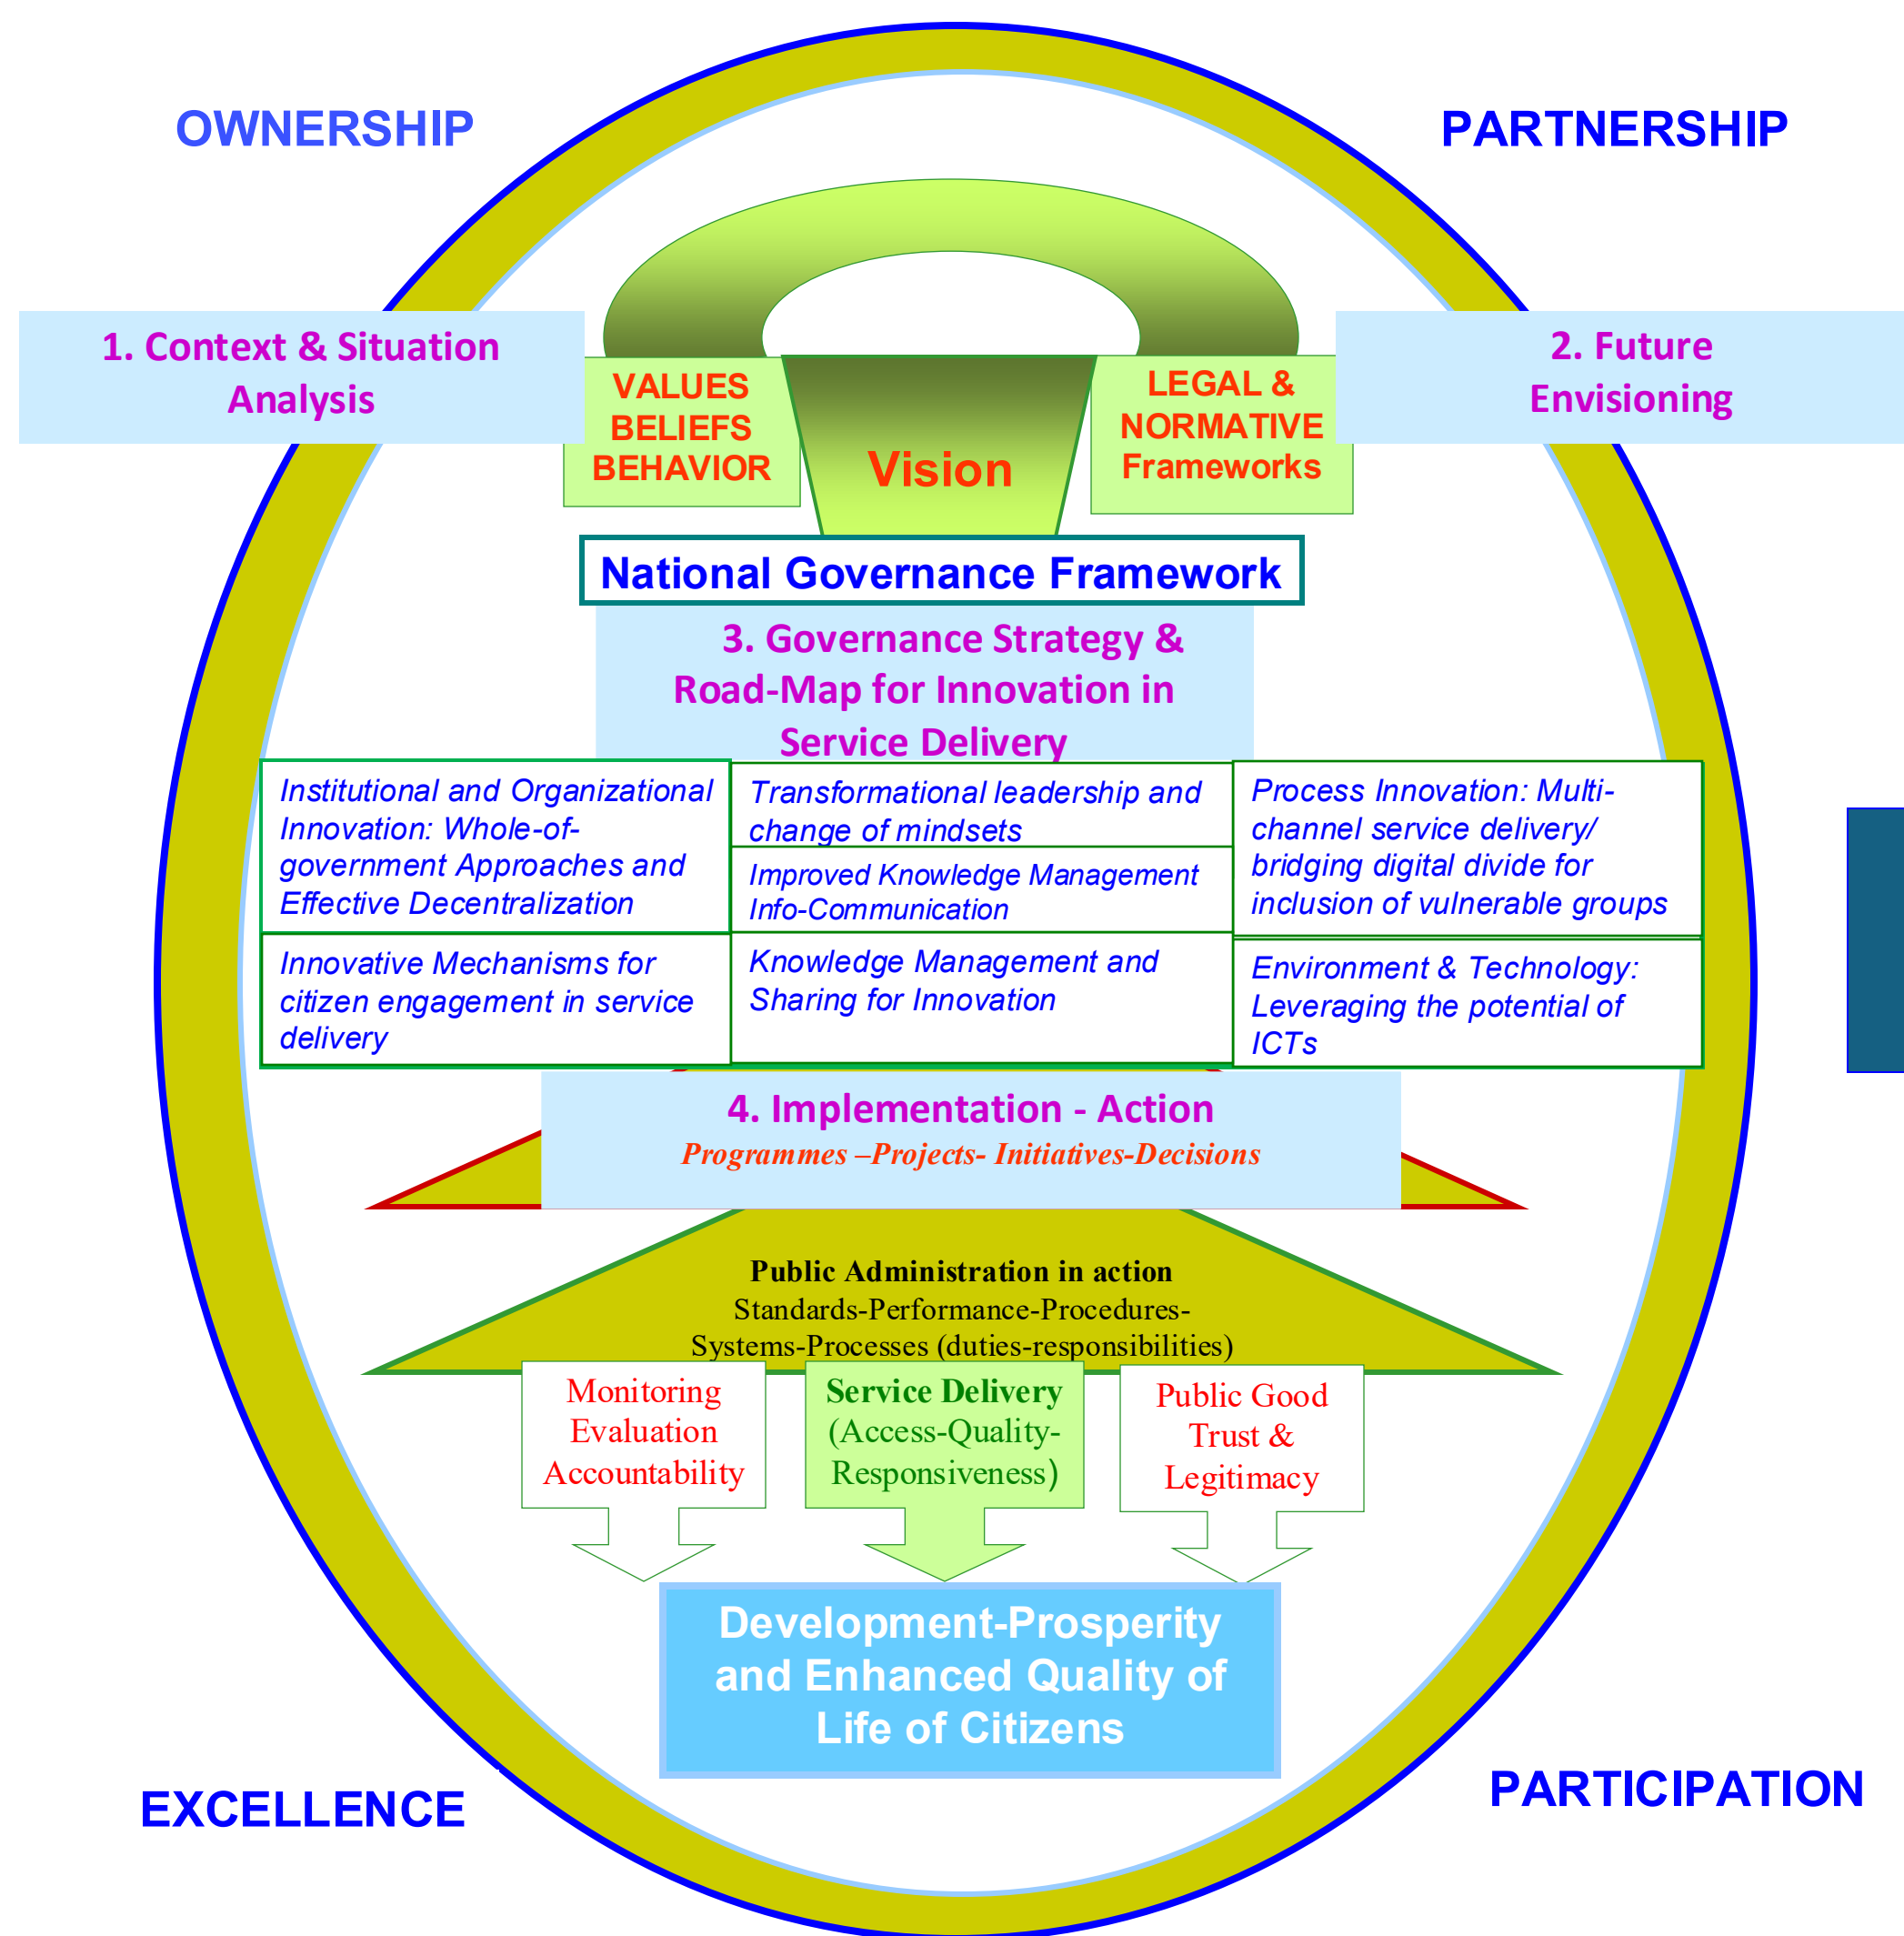 OWNERSHIP
PARTNERSHIP
1. Context & Situation
Analysis
2. Future
Envisioning
VALUES
BELIEFS
BEHAVIOR
Vision
LEGAL &
NORMATIVE
Frameworks
National Governance Framework
3. Governance Strategy &
Road-Map for Innovation in
Service Delivery
Institutional and Organizational
Innovation: Whole-of-
government Approaches and
Effective Decentralization
Transformational leadership and
change of mindsets
Improved Knowledge Management
Info-Communication
Process Innovation: Multi-
channel service delivery/
bridging digital divide for
inclusion of vulnerable groups
Innovative Mechanisms for
citizen engagement in service
delivery
Knowledge Management and
Sharing for Innovation
Environment & Technology:
Leveraging the potential of
ICTs
4. Implementation - Action
Programmes –Projects- Initiatives-Decisions
Public Administration in action
Standards-Performance-Procedures-
Systems-Processes (duties-responsibilities)
Monitoring
Evaluation
Accountability
Service Delivery
(Access-Quality-
Responsiveness)
Public Good
Trust &
Legitimacy
Development-Prosperity
and Enhanced Quality of
Life of Citizens
EXCELLENCE
PARTICIPATION